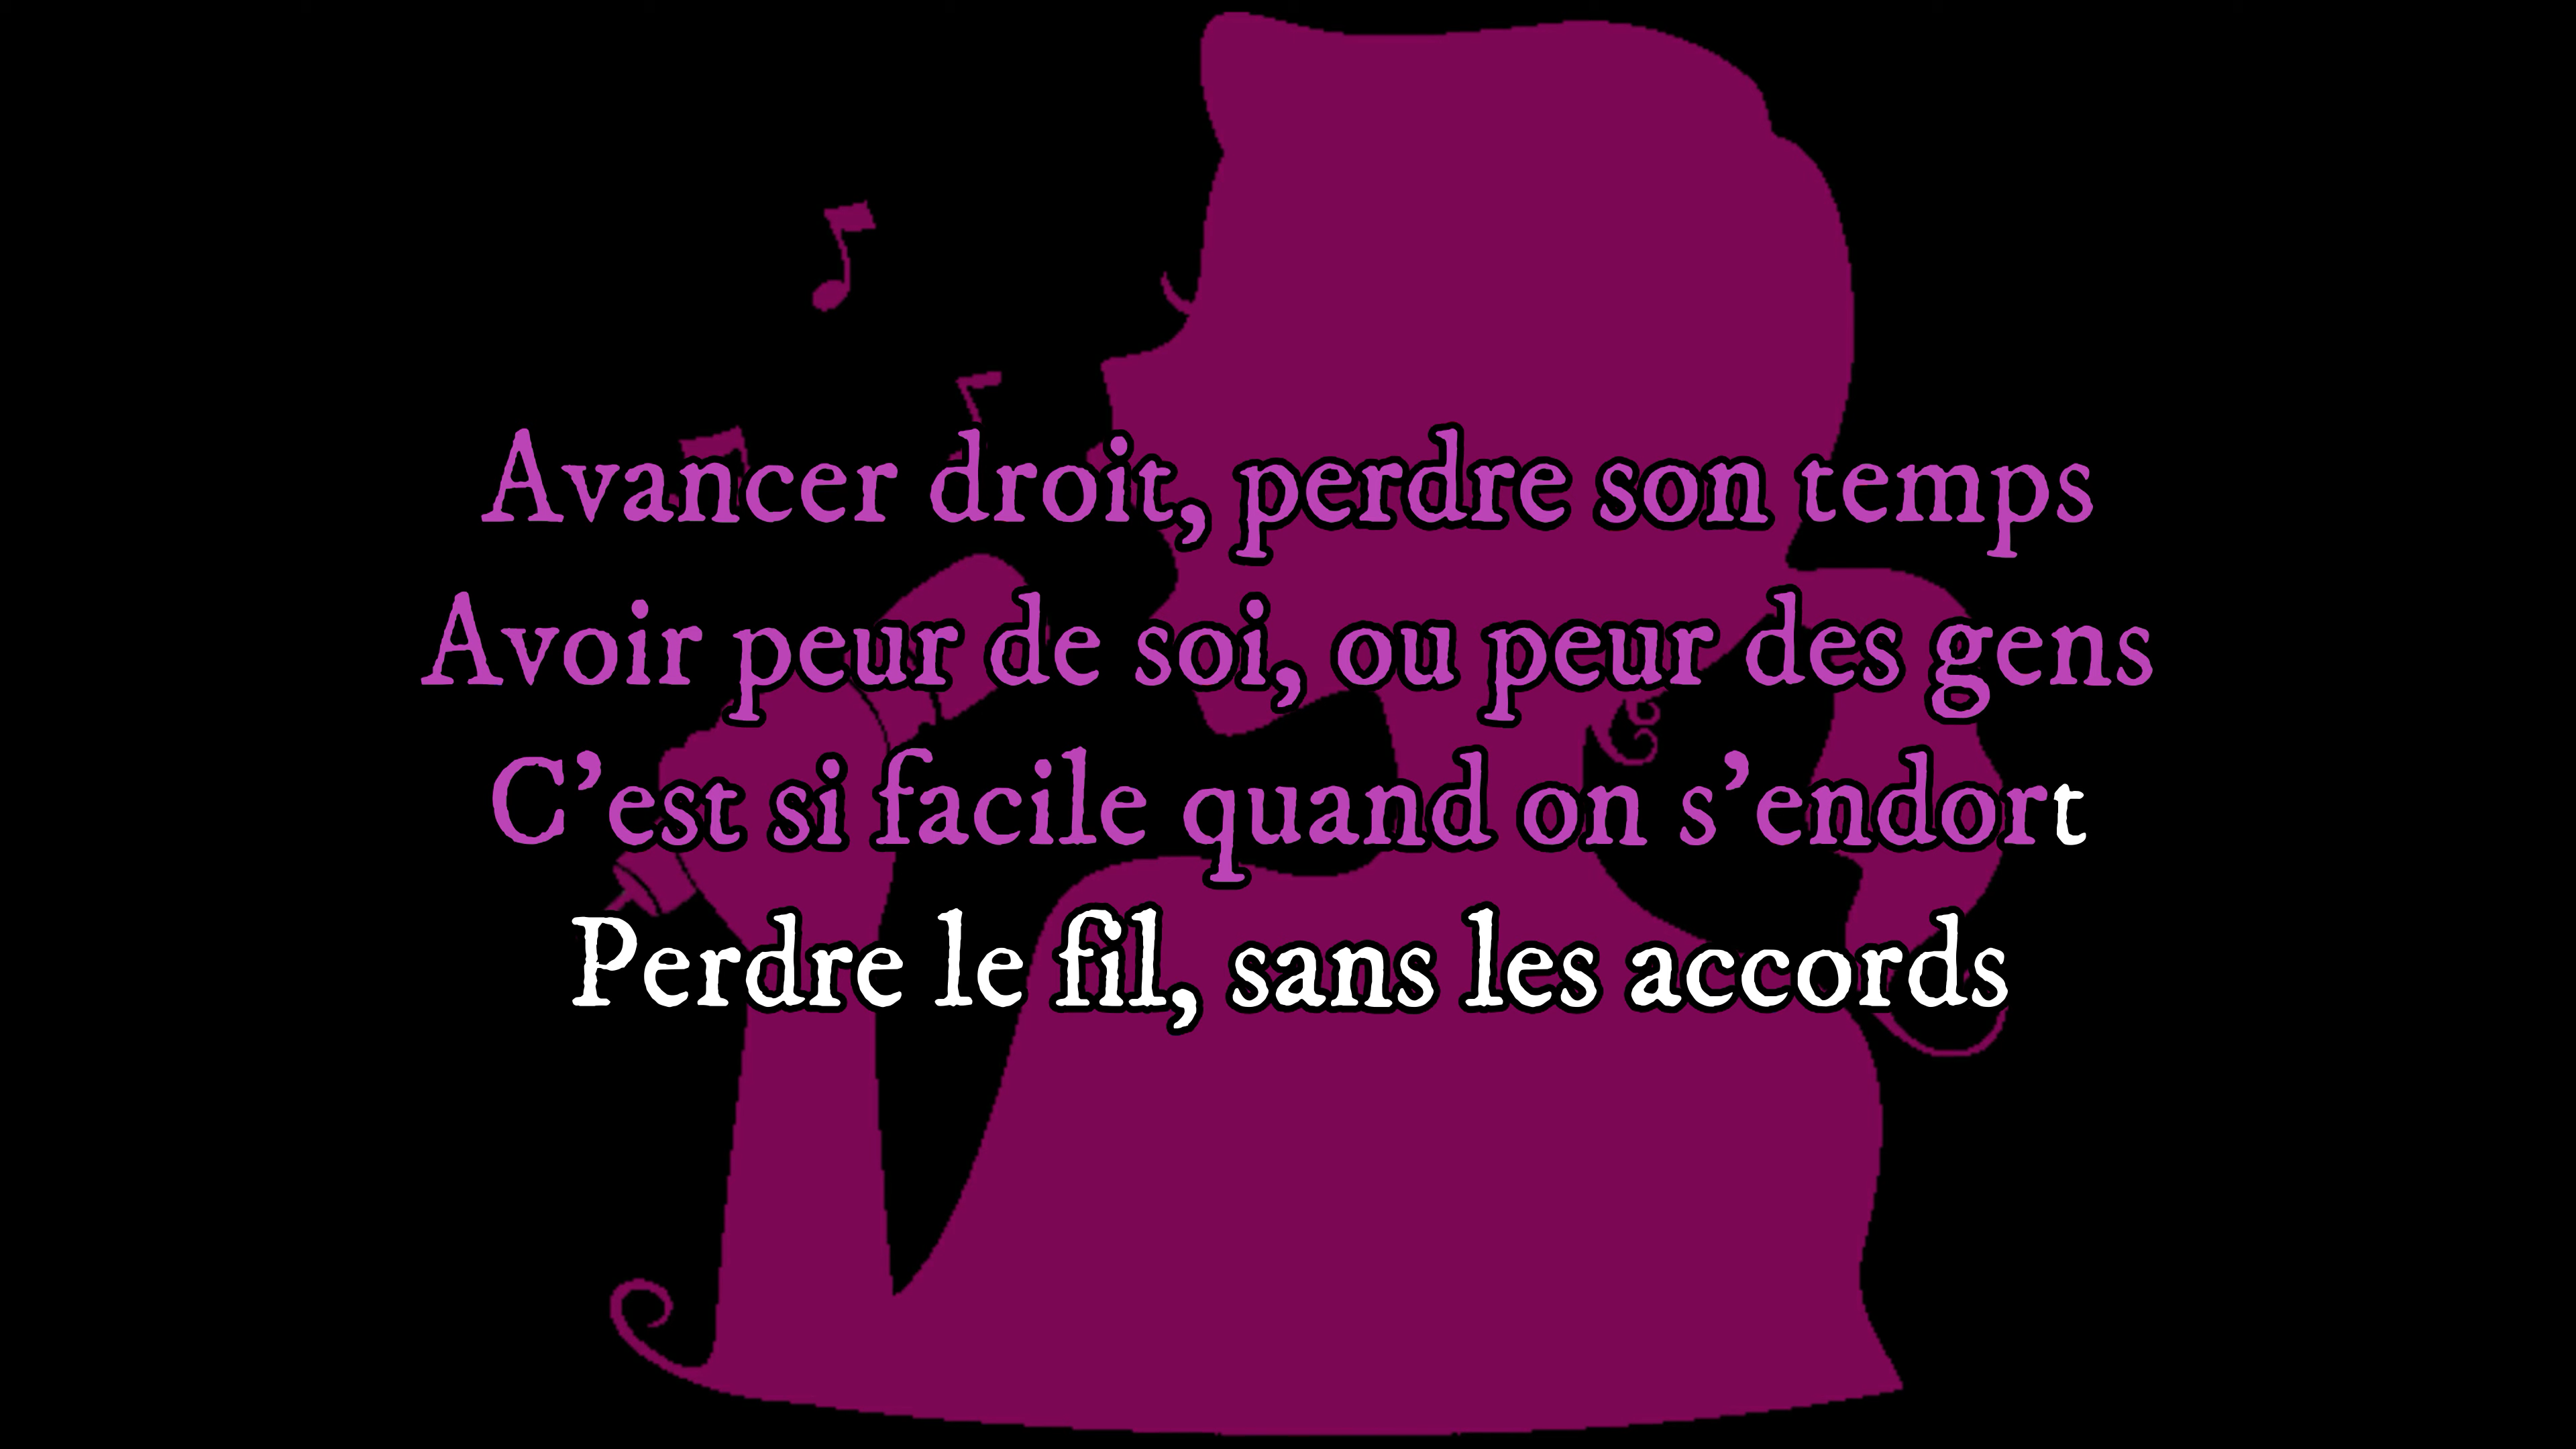 Avancer droit, perdre son temps
Avoir peur de soi, ou peur des gens
C’est si facile quand on s’endort
Perdre le fil, sans les accords